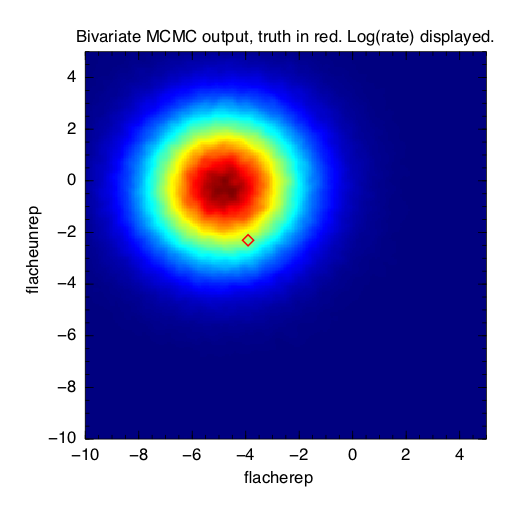 Bivariate MCMC output, truth in red. Log(rate) displayed.
4
2
0
−2
−4
−6
−8
−10
flacheunrep
−10 −8 −6 −4 −2 0 2 4
flacherep